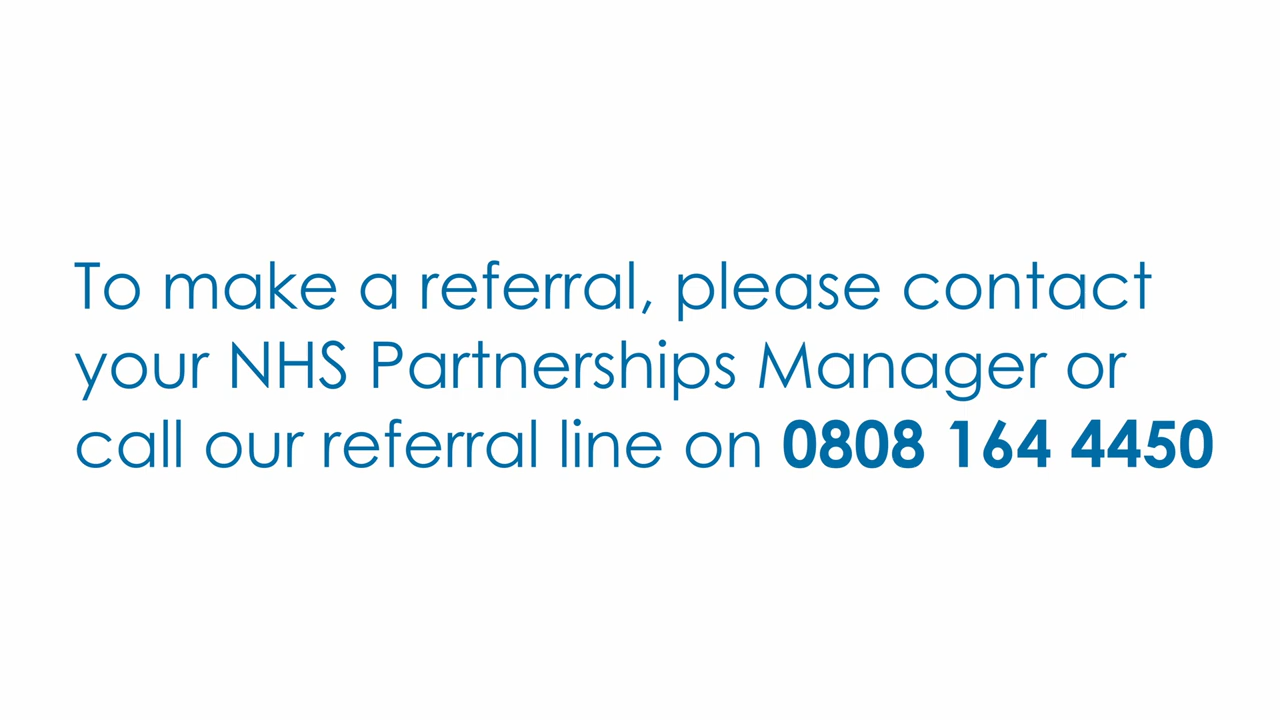 To make a referral, please contact
your NHS Partnerships Manager or
call our referral line on 0808 164 4450